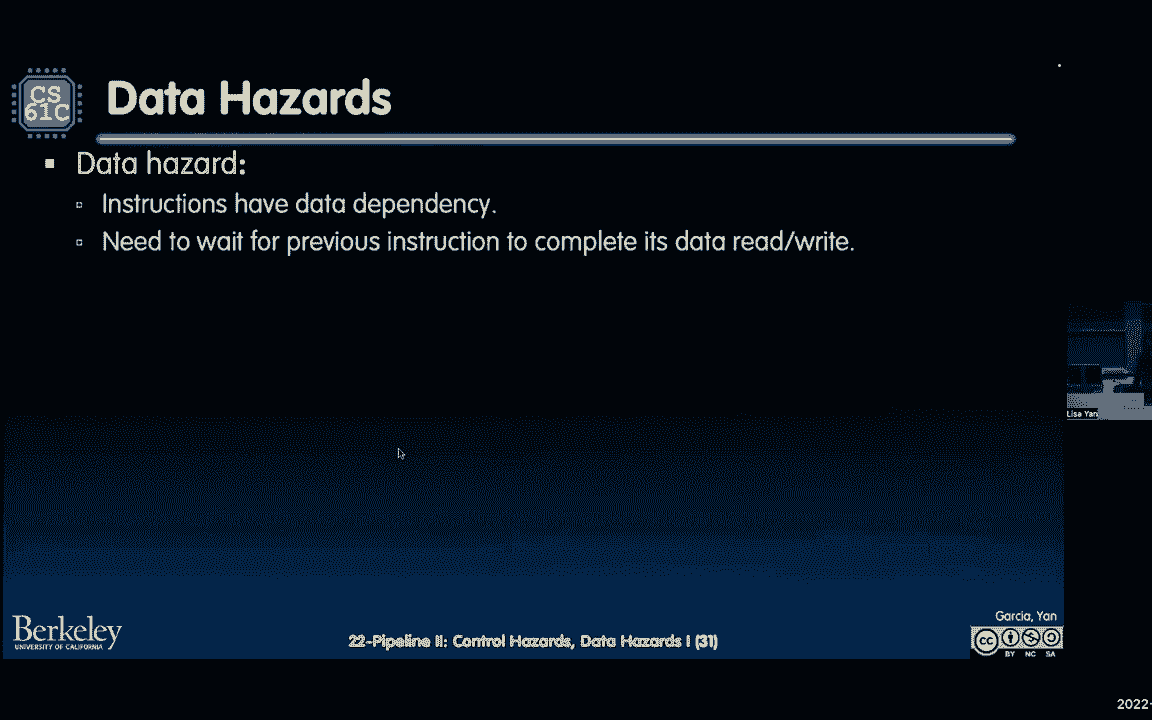 CS
61C
Data Hazards
▪ Data hazard:
▫ Instructions have data dependency.
▫ Need to wait for previous instruction to complete its data read/write.
Lisa Yan
Garcia, Yan
Berkeley
UNIVERSITY OF CALIFORNIA
22-Pipeline II: Control Hazards, Data Hazards I (31)
cc
BY NC SA
2022-